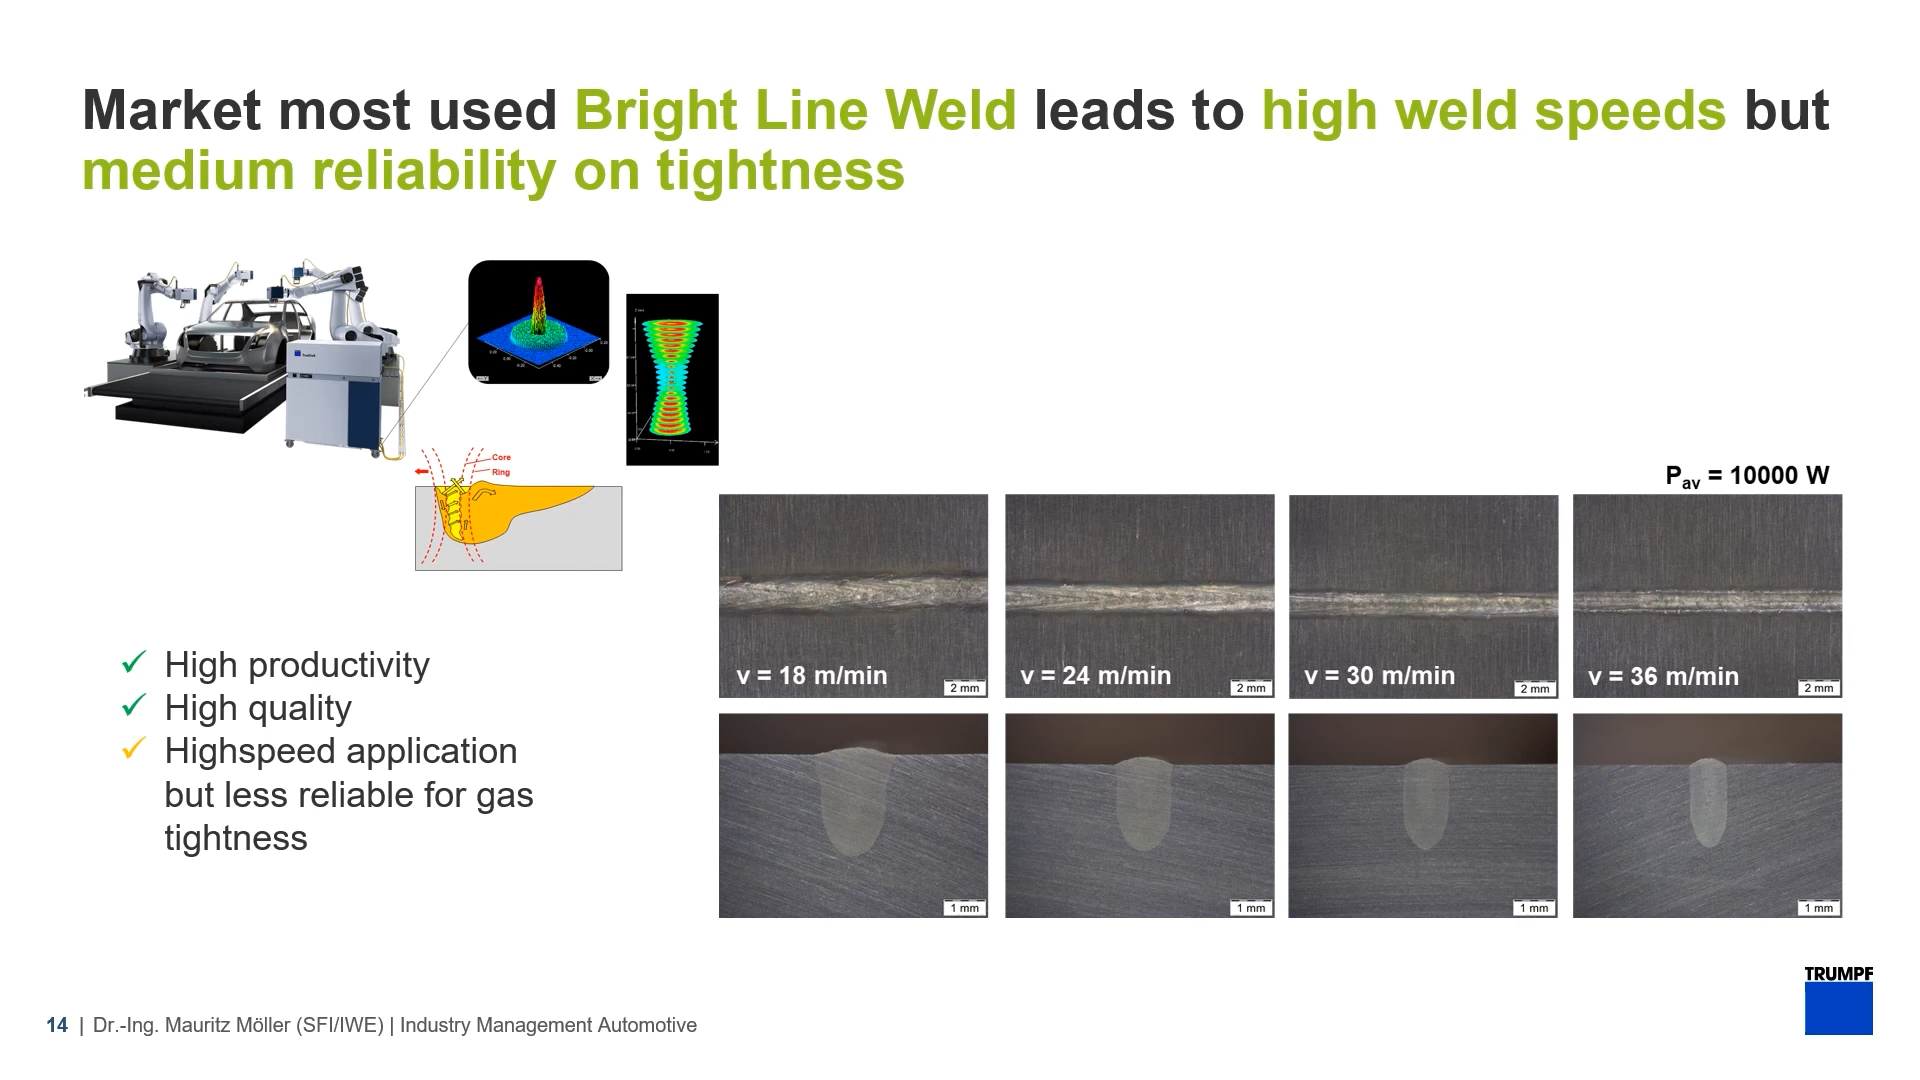 Market most used Bright Line Weld leads to high weld speeds but
medium reliability on tightness
Core
Ring
Pav = 10000 W
v = 18 m/min
2 mm
v = 24 m/min
2 mm
v = 30 m/min
2 mm
v = 36 m/min
2 mm
High productivity
High quality
Highspeed application
but less reliable for gas
tightness
1 mm
1 mm
1 mm
1 mm
TRUMPF
14 | Dr.-Ing. Mauritz Möller (SFI/IWE) | Industry Management Automotive